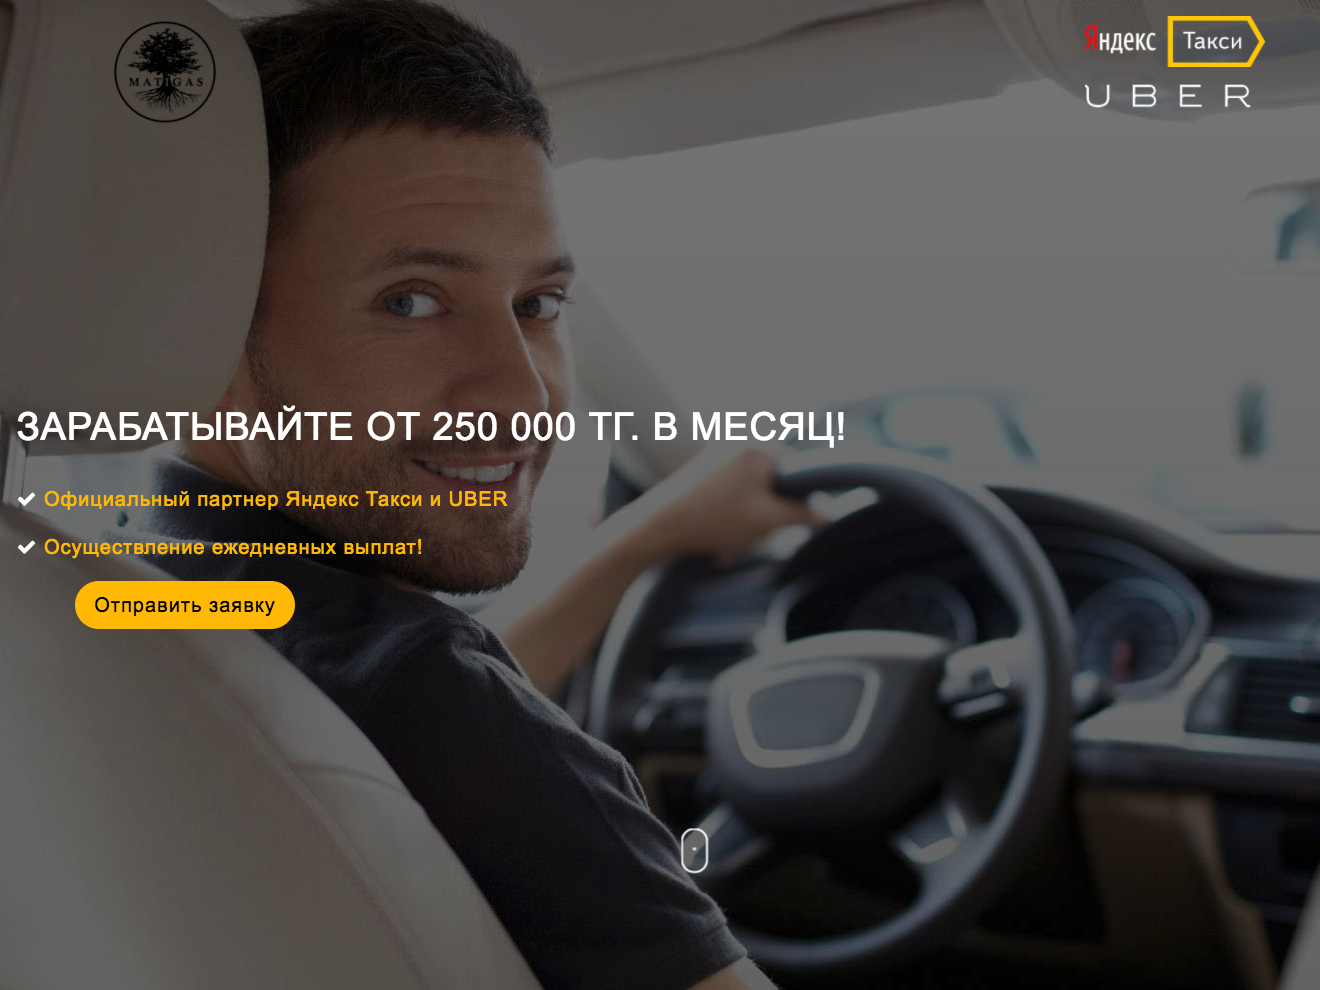 MATIGAS
Яндекс Такси
UBER
ЗАРАБАТЫВАЙТЕ ОТ 250 000 ТГ. В МЕСЯЦ!
Официальный партнер Яндекс Такси и UBER
Осуществление ежедневных выплат!
Отправить заявку